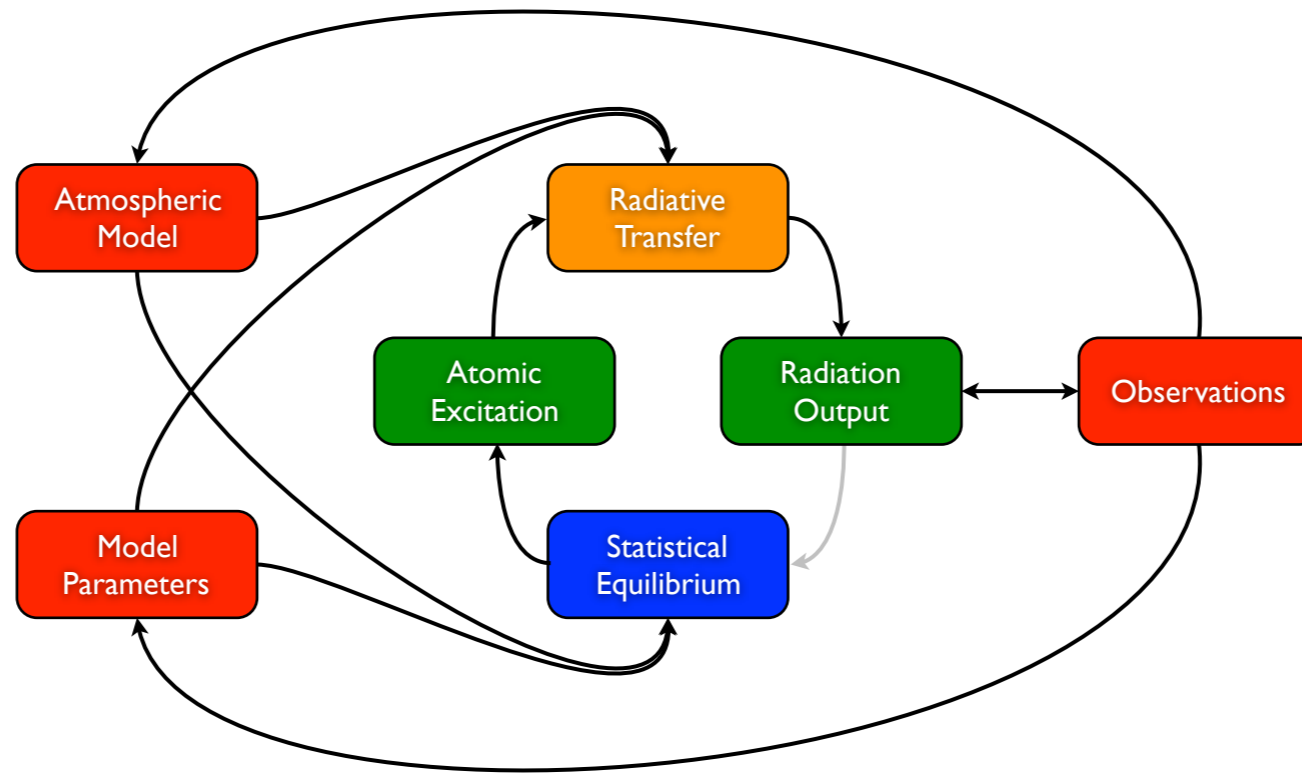 Atmospheric
Model
Radiative
Transfer
Atomic
Excitation
Radiation
Output
Observations
Model
Parameters
Statistical
Equilibrium